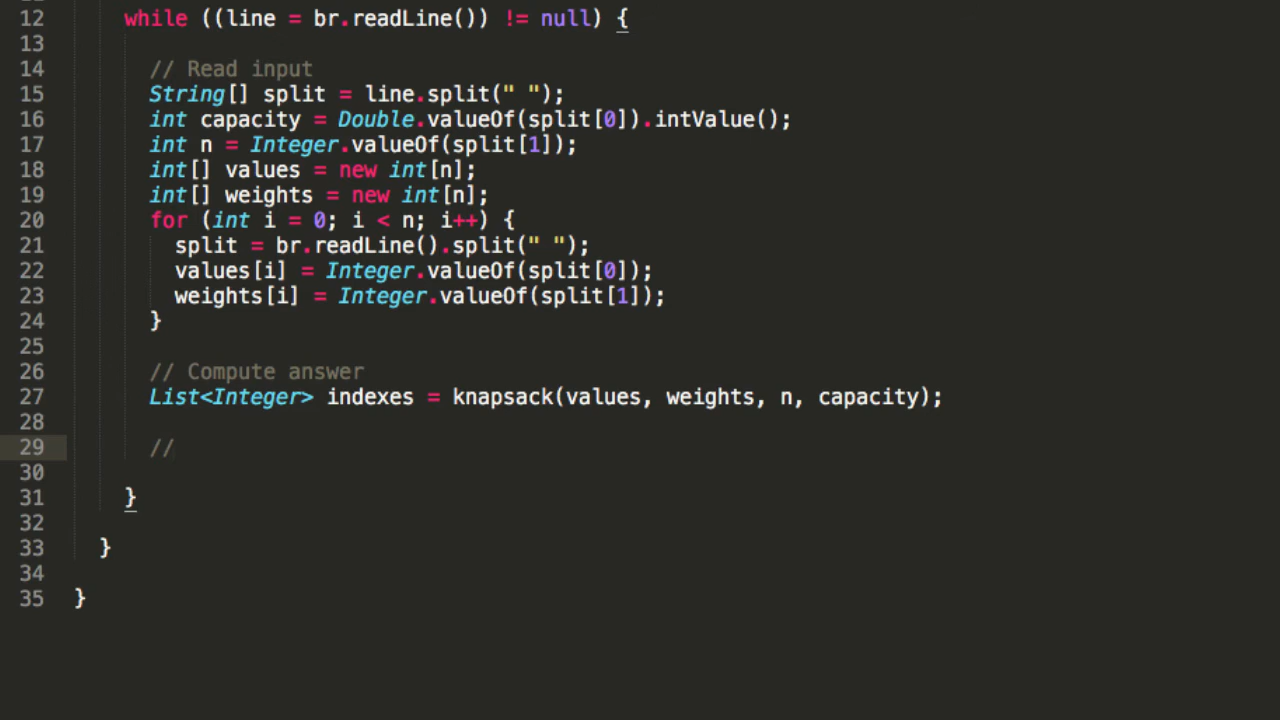 12 while ((line = br.readLine()) != null) {
13
14 // Read input
15 String[] split = line.split(" ");
16 int capacity = Double.valueOf(split[0]).intValue();
17 int n = Integer.valueOf(split[1]);
18 int[] values = new int[n];
19 int[] weights = new int[n];
20 for (int i = 0; i < n; i++) {
21 split = br.readLine().split(" ");
22 values[i] = Integer.valueOf(split[0]);
23 weights[i] = Integer.valueOf(split[1]);
24 }
25
26 // Compute answer
27 List<Integer> indexes = knapsack(values, weights, n, capacity);
28
29 //
30
31 }
32
33 }
34
35 }